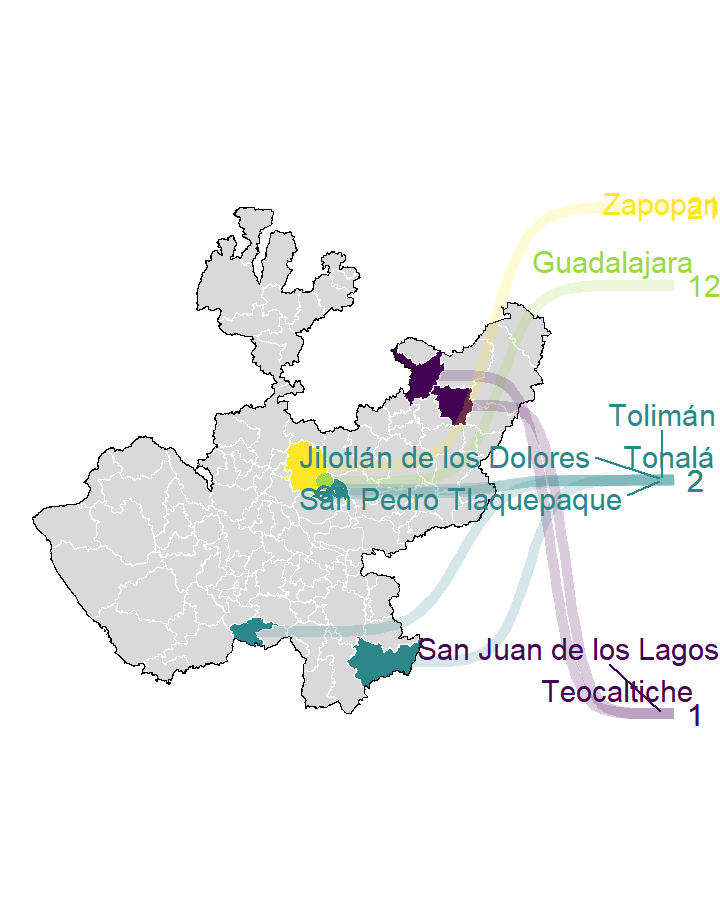 Zapopan 21
Guadalajara
12
Tolimán
Jilotlán de los Dolores Tonalá
2
San Pedro Tlaquepaque
San Juan de los Lagos
Teocaltiche
1